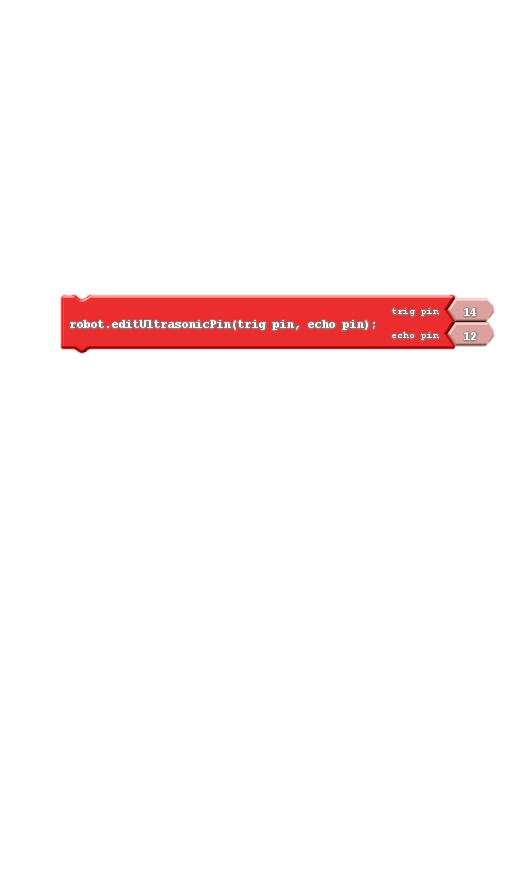 robot.editUltrasonicPin(trig pin, echo pin);
trig pin 14
echo pin 12